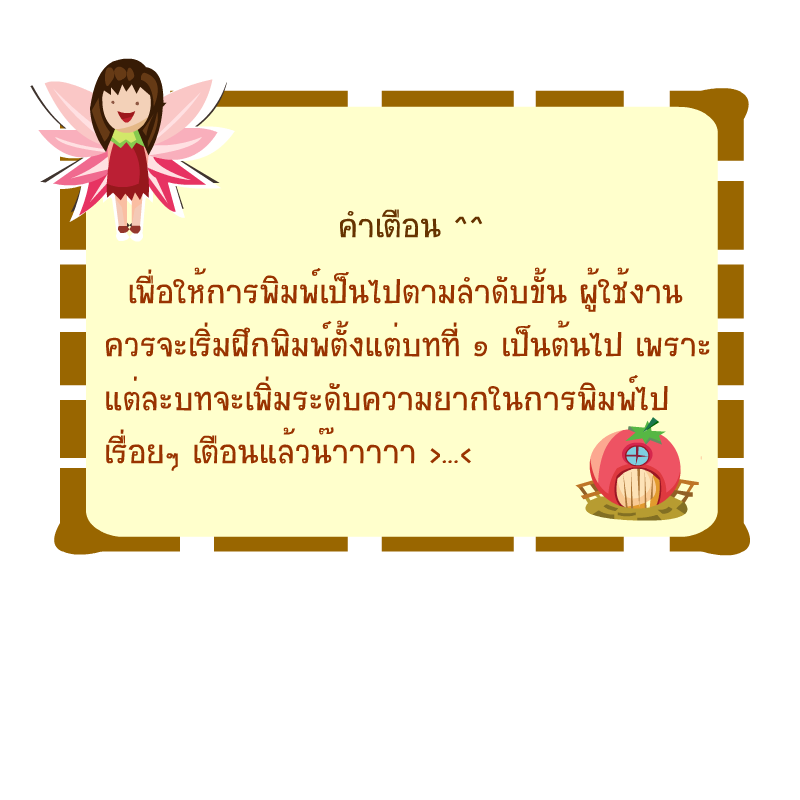 คำเตือน ^^
เพื่อให้การพิมพ์เป็นไปตามลำดับขั้น ผู้ใช้งาน
ควรจะเริ่มฝึกพิมพ์ตั้งแต่บทที่ ๑ เป็นต้นไป เพราะ
แต่ละบทจะเพิ่มระดับความยากในการพิมพ์ไป
เรื่อยๆ เตือนแล้วน๊าาาาา >...<